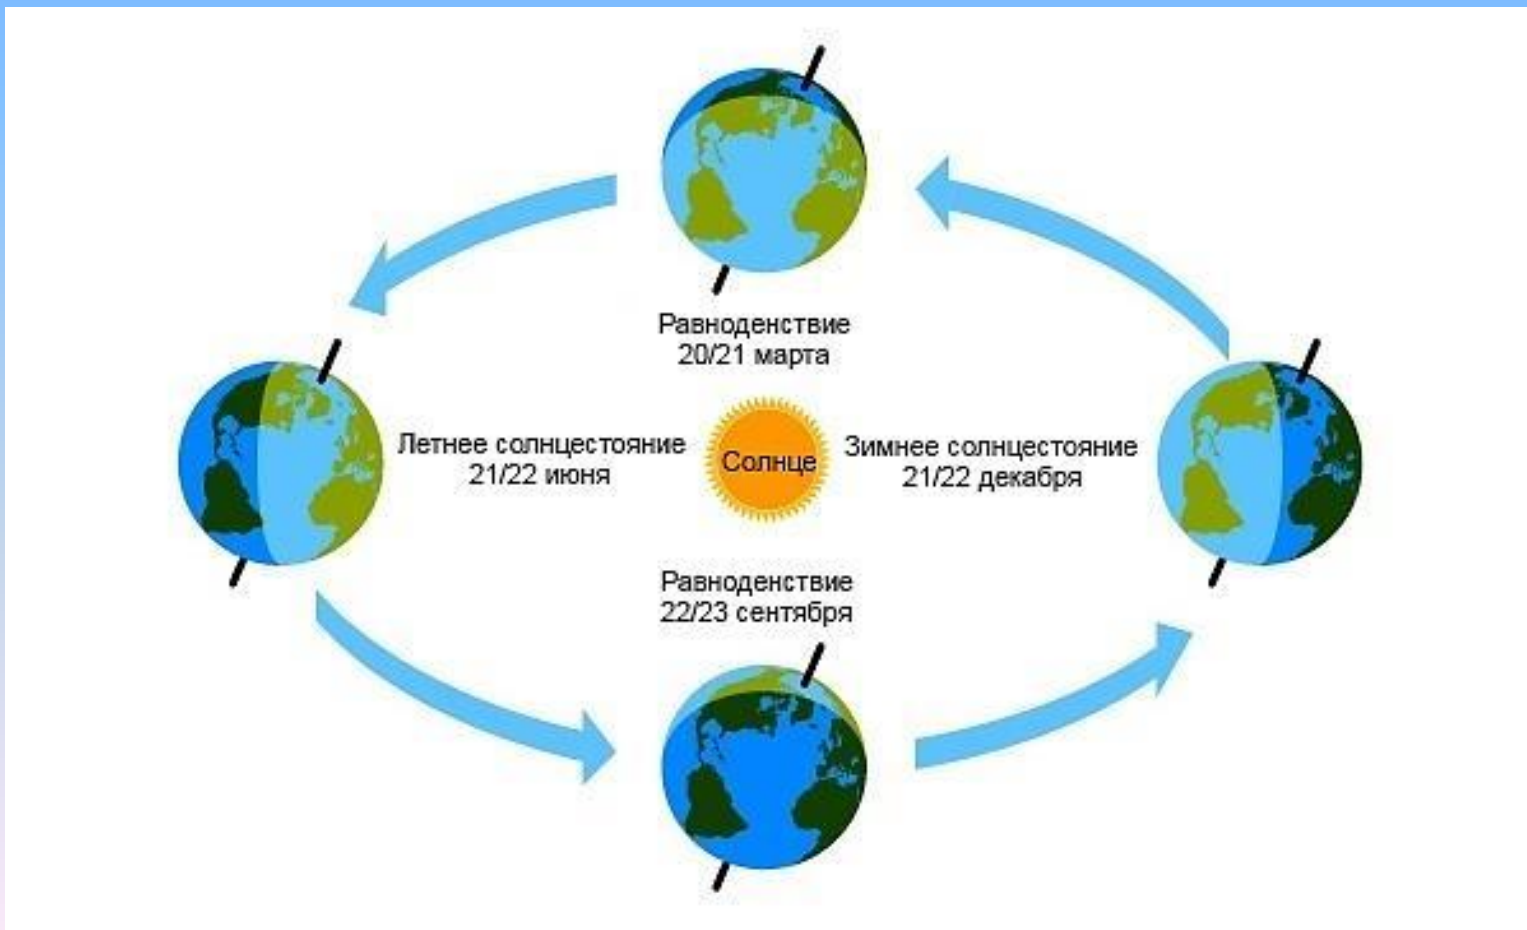 Равноденствие
20/21 марта
Летнее солнцестояние
21/22 июня
Солнце
Зимнее солнцестояние
21/22 декабря
Равноденствие
22/23 сентября